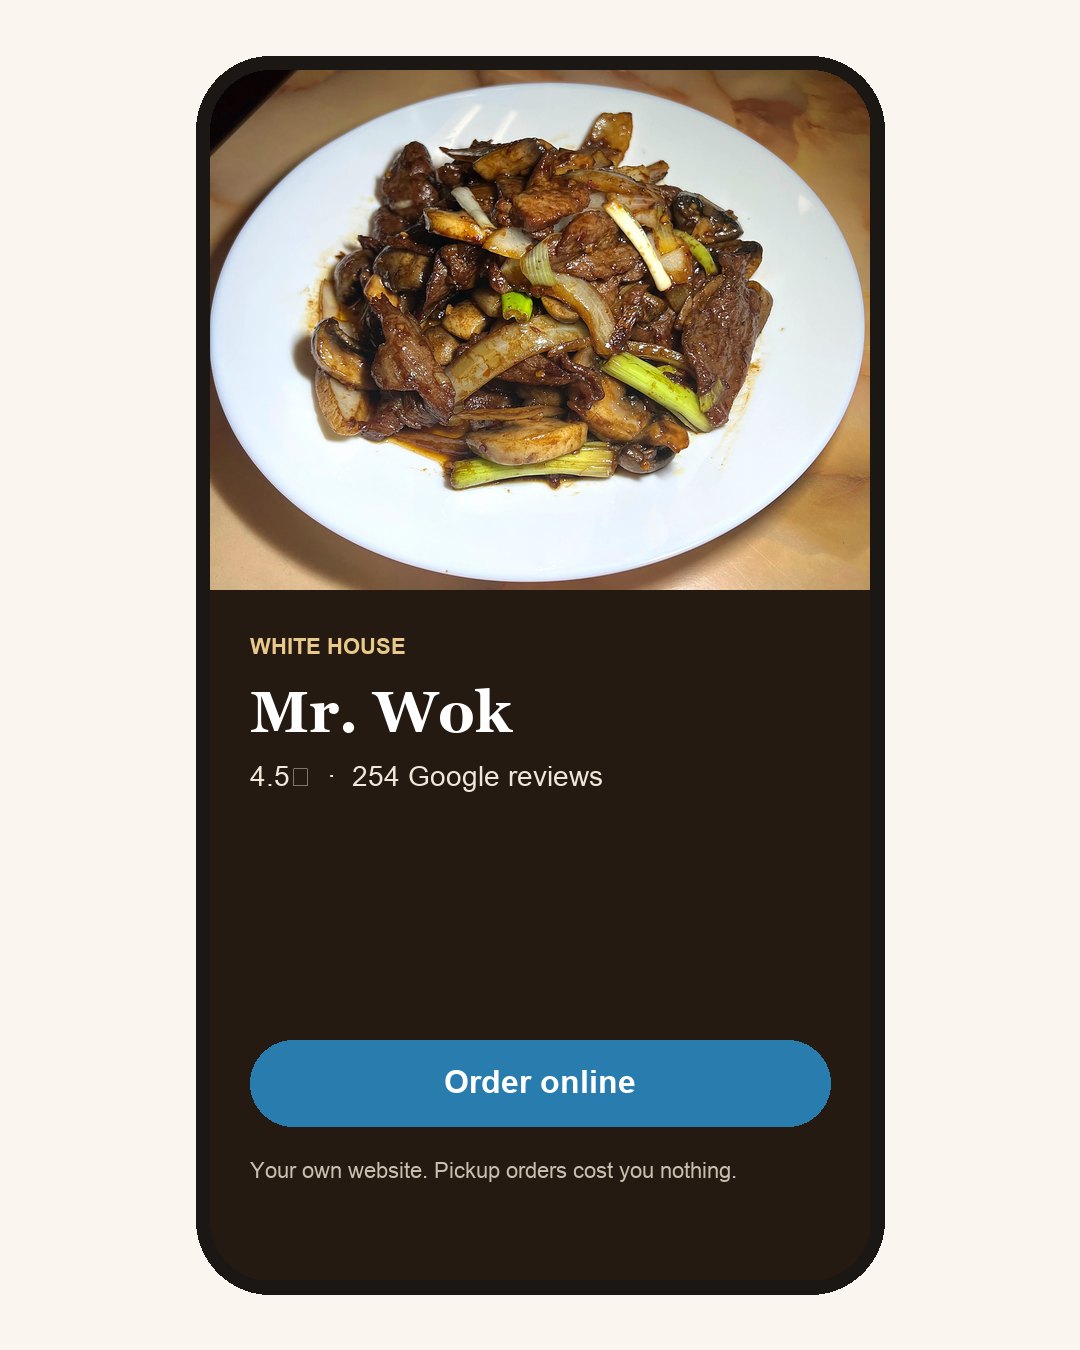 WHITE HOUSE
Mr. Wok
4.5□ · 254 Google reviews
Order online
Your own website. Pickup orders cost you nothing.